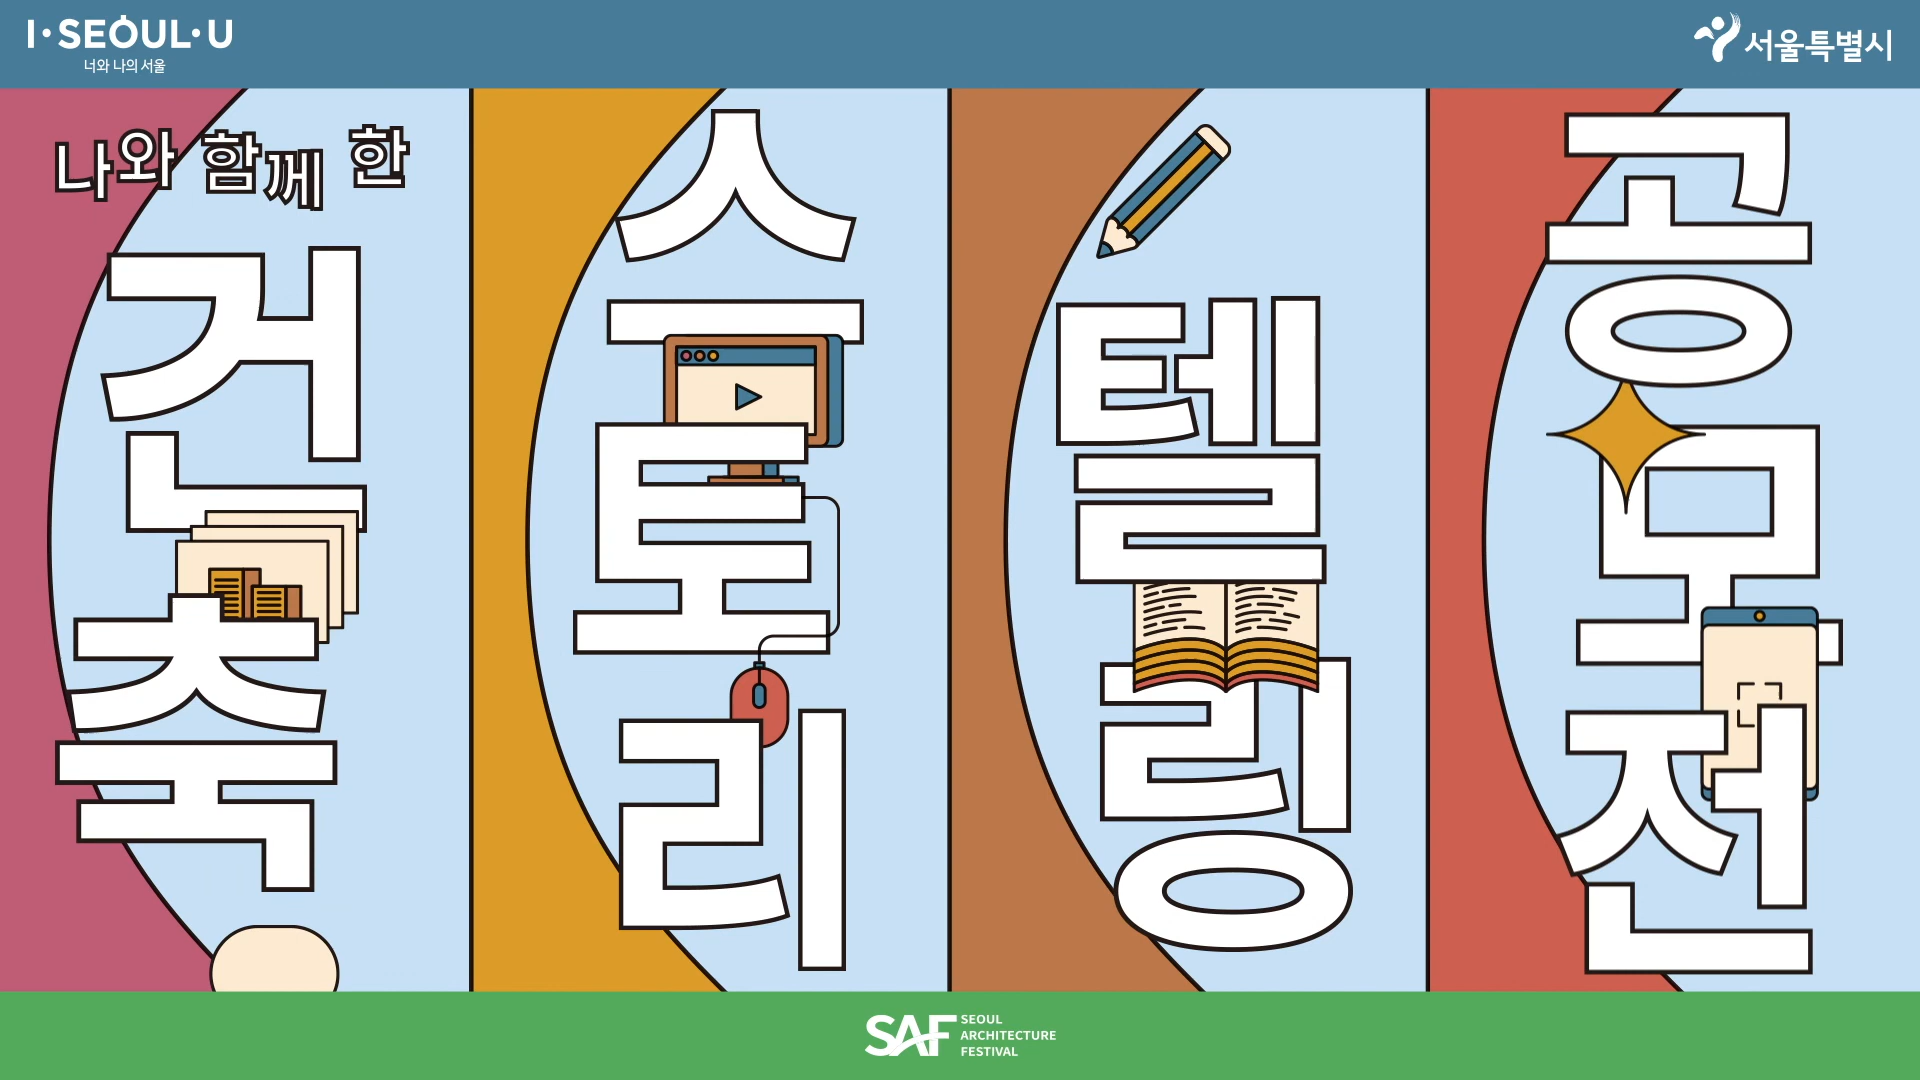 I·SEOUL·U
너와 나의 서울
서울특별시
나와 함께 한
건축
스토리
텔링
공모전
SAF
SEOUL
ARCHITECTURE
FESTIVAL